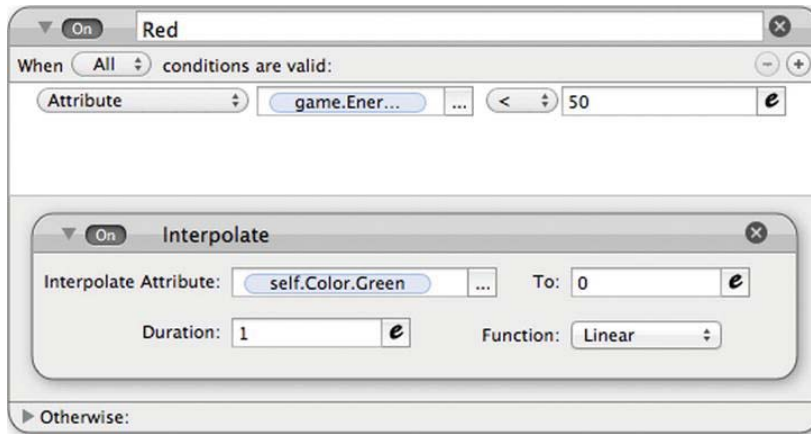 On Red
When All conditions are valid:
Attribute game.Ener... ... < 50 e
On Interpolate
Interpolate Attribute: self.Color.Green ... To: 0 e
Duration: 1 e Function: Linear
Otherwise: